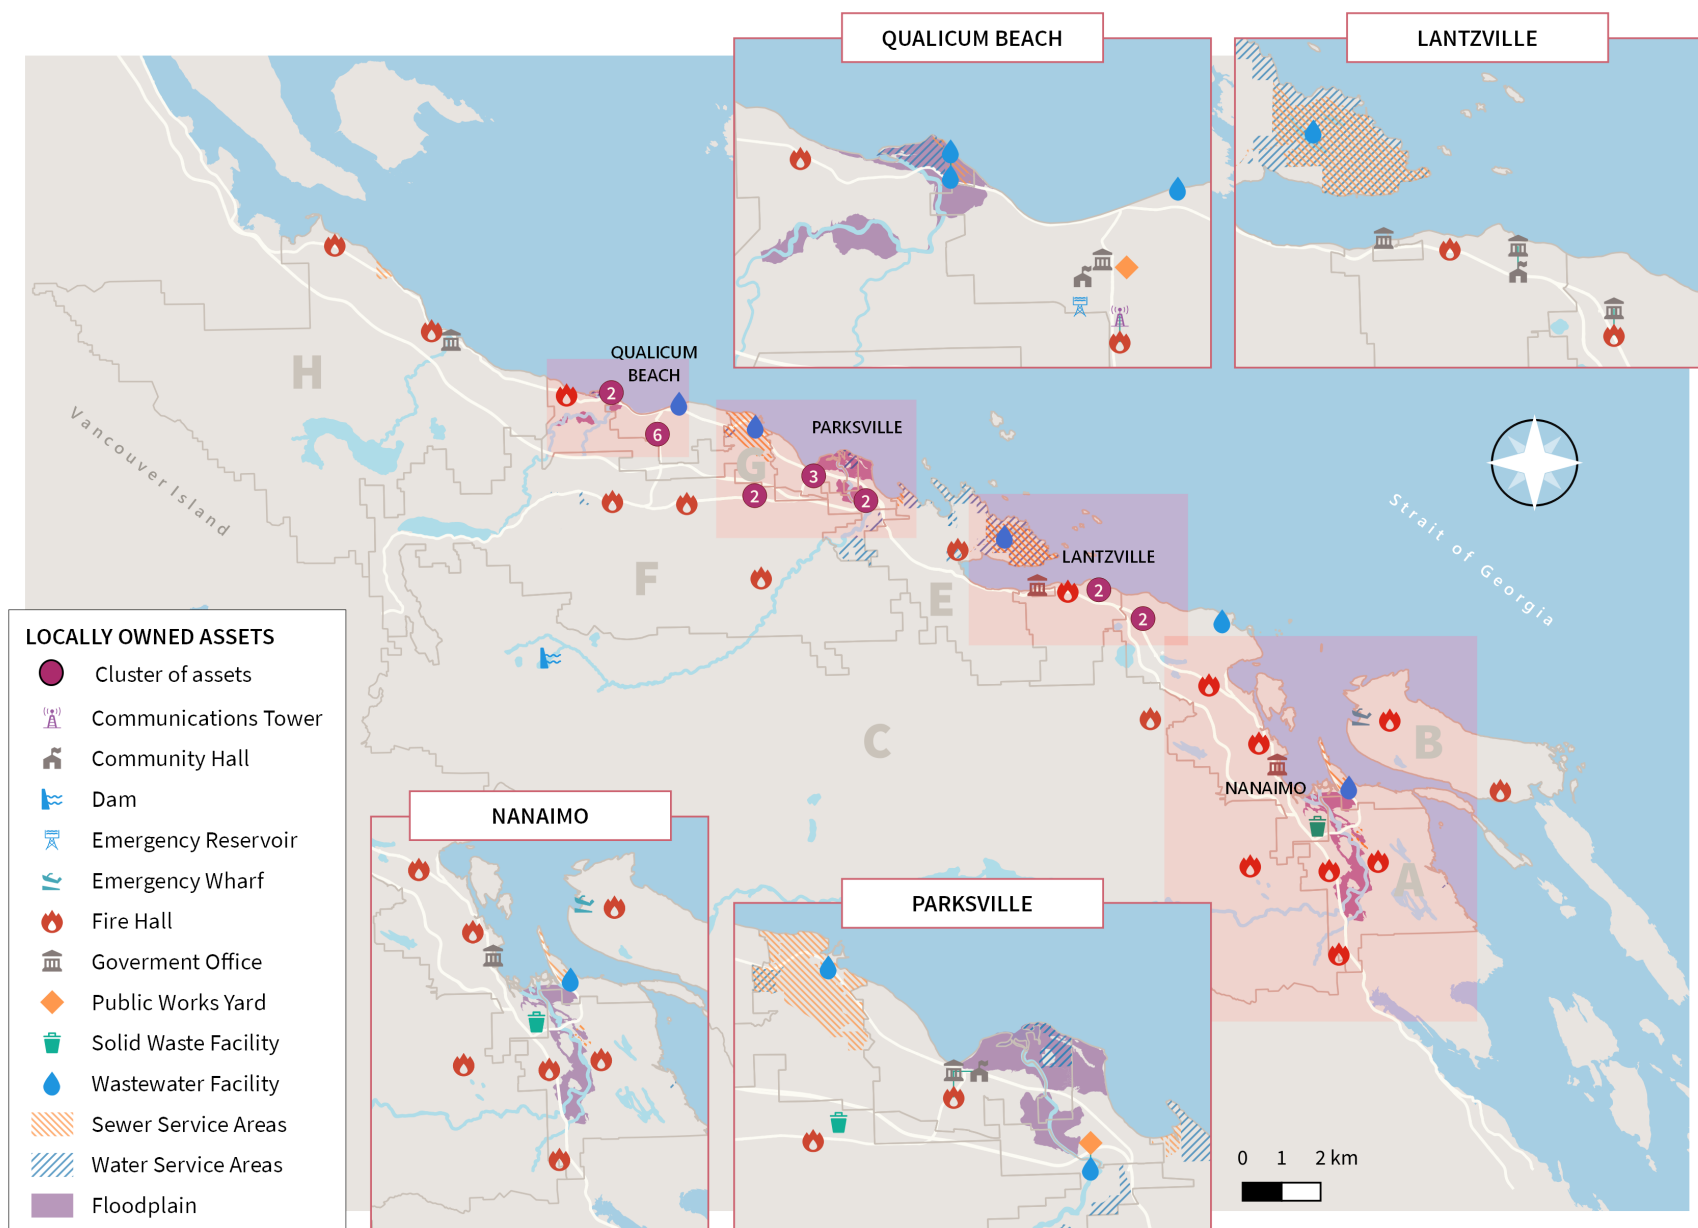 QUALICUM BEACH
LANTZVILLE
H
Vancouver Island
QUALICUM
BEACH
2
6
G
PARKSVILLE
3
2
2
F
E
LANTZVILLE
2
2
Strait of Georgia
C
B
NANAIMO
A
LOCALLY OWNED ASSETS
Cluster of assets
Communications Tower
Community Hall
Dam
Emergency Reservoir
Emergency Wharf
Fire Hall
Goverment Office
Public Works Yard
Solid Waste Facility
Wastewater Facility
Sewer Service Areas
Water Service Areas
Floodplain
NANAIMO
PARKSVILLE
0 1 2 km